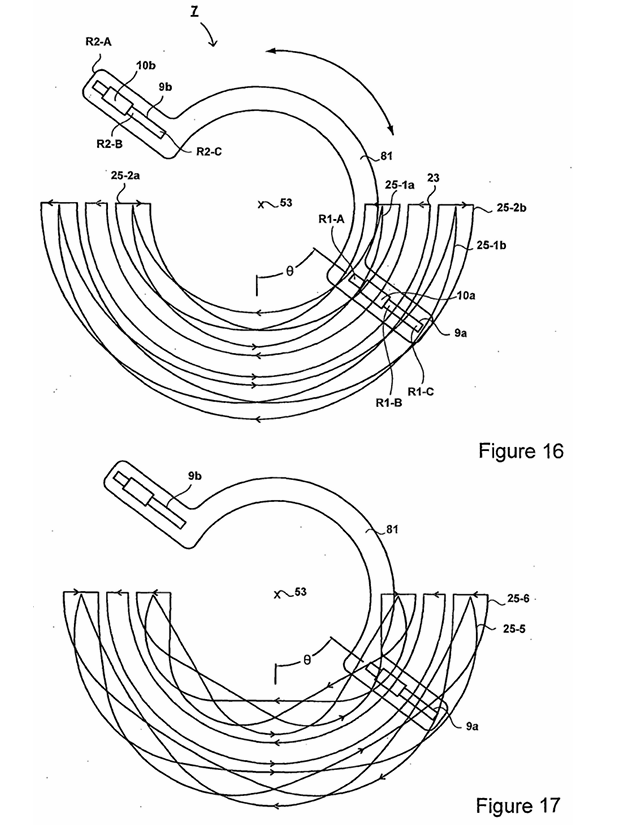 7
R2-A
10b
9b
R2-B
R2-C
81
25-2a
53
25-1a
23
25-2b
R1-A
25-1b
θ
10a
9a
R1-B
R1-C
Figure 16
9b
81
53
25-6
25-5
θ
9a
Figure 17